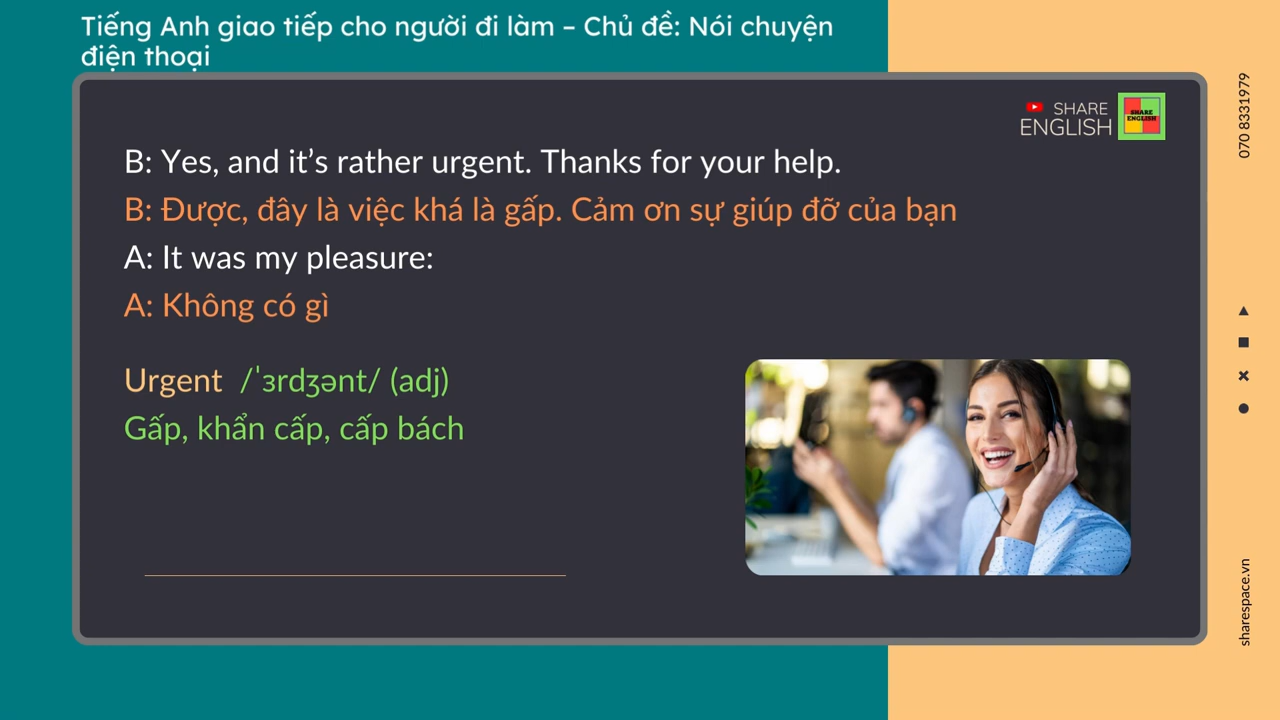 Tiếng Anh giao tiếp cho người đi làm – Chủ đề: Nói chuyện
điện thoại
SHARE
ENGLISH
SHARE
ENGLISH
B: Yes, and it’s rather urgent. Thanks for your help.
B: Được, đây là việc khá là gấp. Cảm ơn sự giúp đỡ của bạn
A: It was my pleasure:
A: Không có gì
Urgent /ˈɜrdʒənt/ (adj)
Gấp, khẩn cấp, cấp bách
070 8331979
sharespace.vn